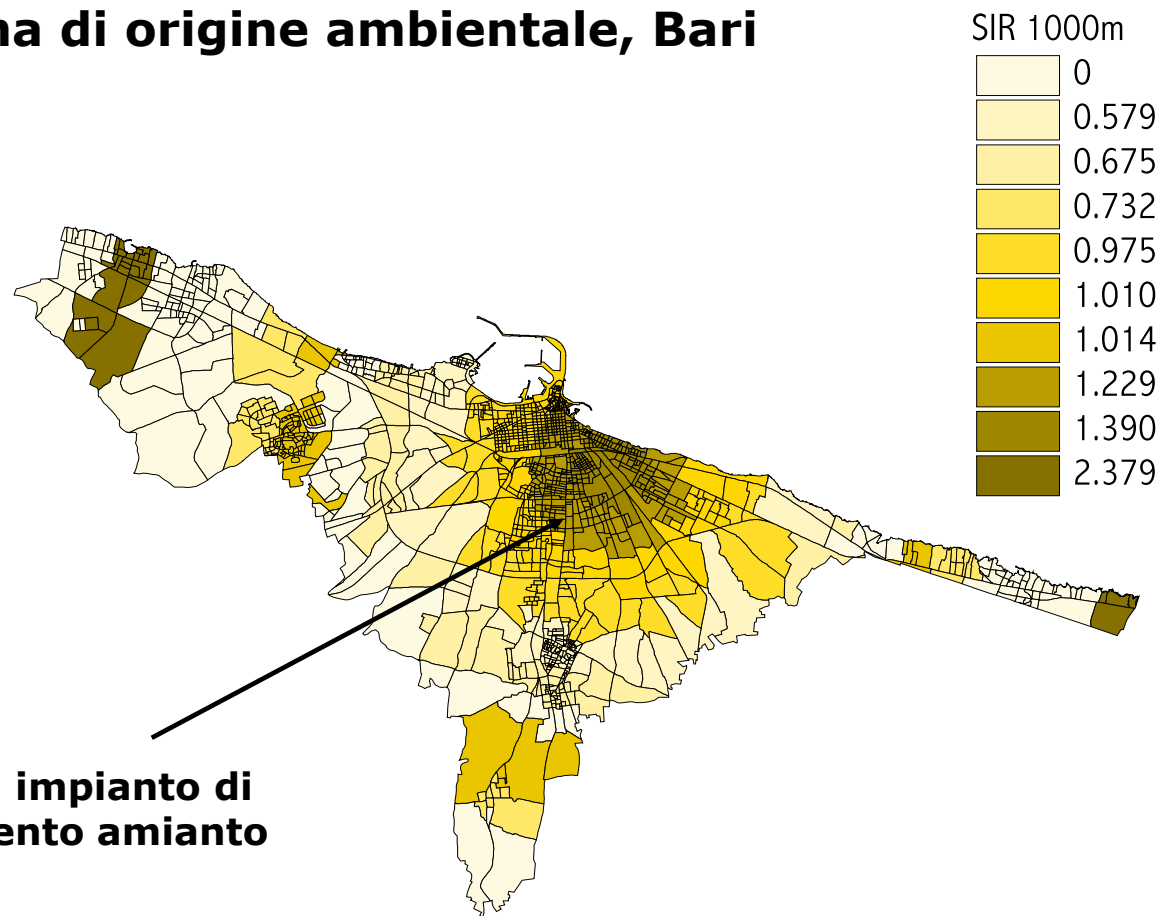 na di origine ambientale, Bari
SIR 1000m
0
0.579
0.675
0.732
0.975
1.010
1.014
1.229
1.390
2.379
impianto di
ento amianto